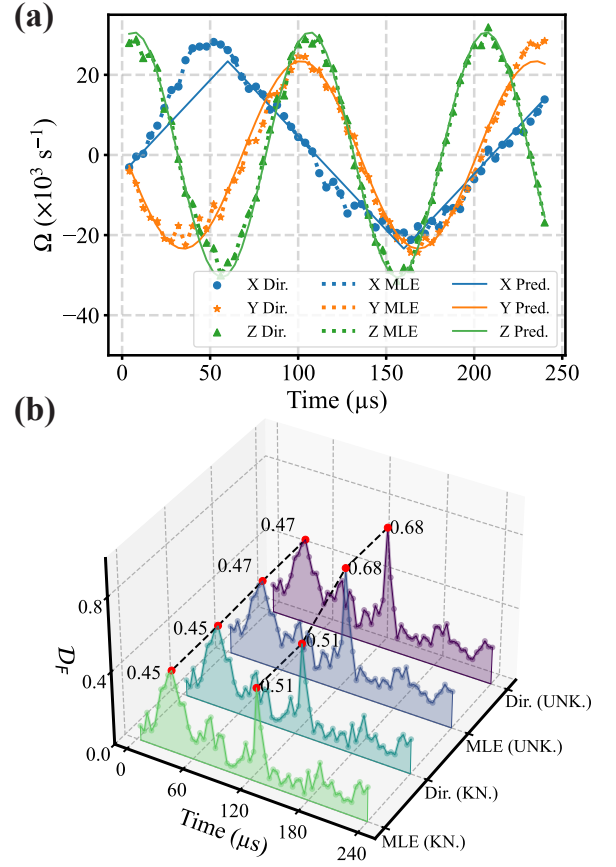 (a)
Ω (×10³ s⁻¹)
20
0
−20
−40
X Dir. X MLE X Pred.
Y Dir. Y MLE Y Pred.
Z Dir. Z MLE Z Pred.
0 50 100 150 200 250
Time (µs)
(b)
0.47 0.68
0.47 0.68
0.45 0.51
0.45 0.51
0.8
0.4
0.0
D_F
0
60
120
180
240
Time (µs)
Dir. (UNK.)
MLE (UNK.)
Dir. (KN.)
MLE (KN.)